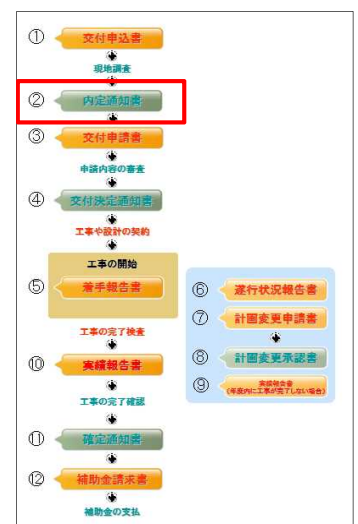 ① 交付申込書
現地調査
② 内定通知書
③ 交付申請書
申請内容の審査
④ 交付決定通知書
工事や設計の契約
工事の開始
⑤ 着手報告書
工事の完了検査
⑩ 実績報告書
工事の完了確認
⑪ 確定通知書
⑫ 補助金請求書
補助金の支払
⑥ 遂行状況報告書
⑦ 計画変更申請書
⑧ 計画変更承認書
⑨ 実績報告書
(年度内に工事が完了しない場合)